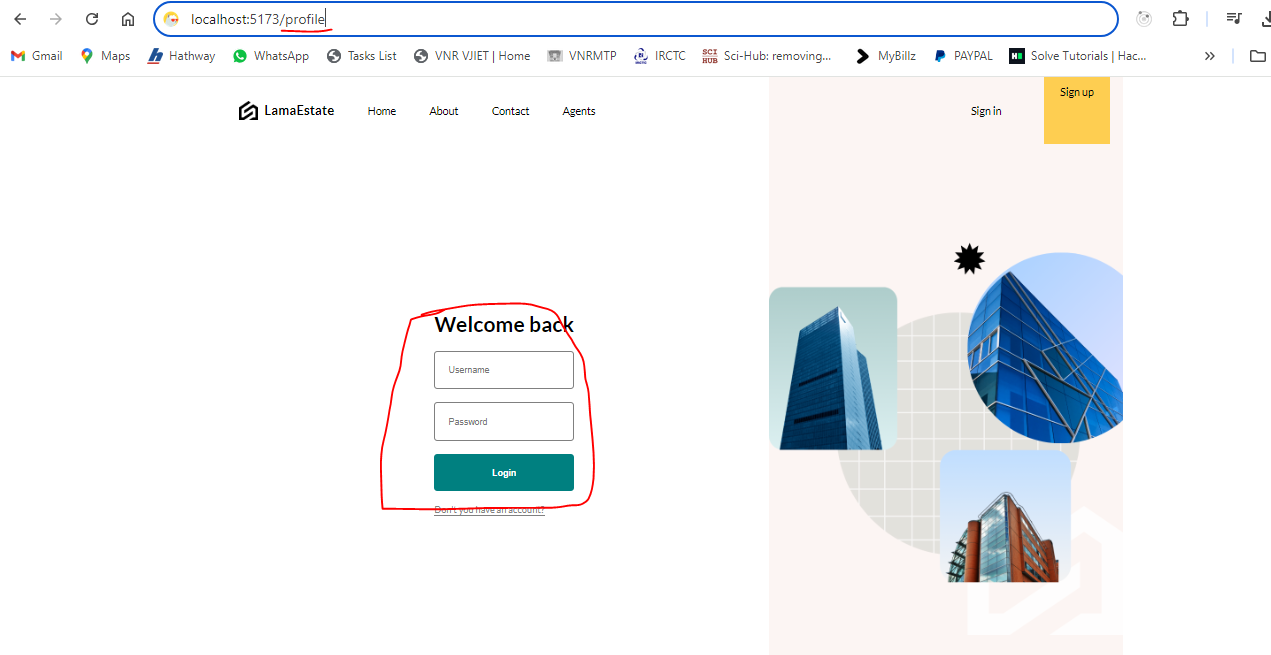 localhost:5173/profile
Gmail Maps Hathway WhatsApp Tasks List VNR VJIET | Home VNRMTP IRCTC SCI HUB Sci-Hub: removing... MyBillz PAYPAL Solve Tutorials | Hac...
LamaEstate Home About Contact Agents Sign in Sign up
Welcome back
Username
Password
Login
Don't you have an account?